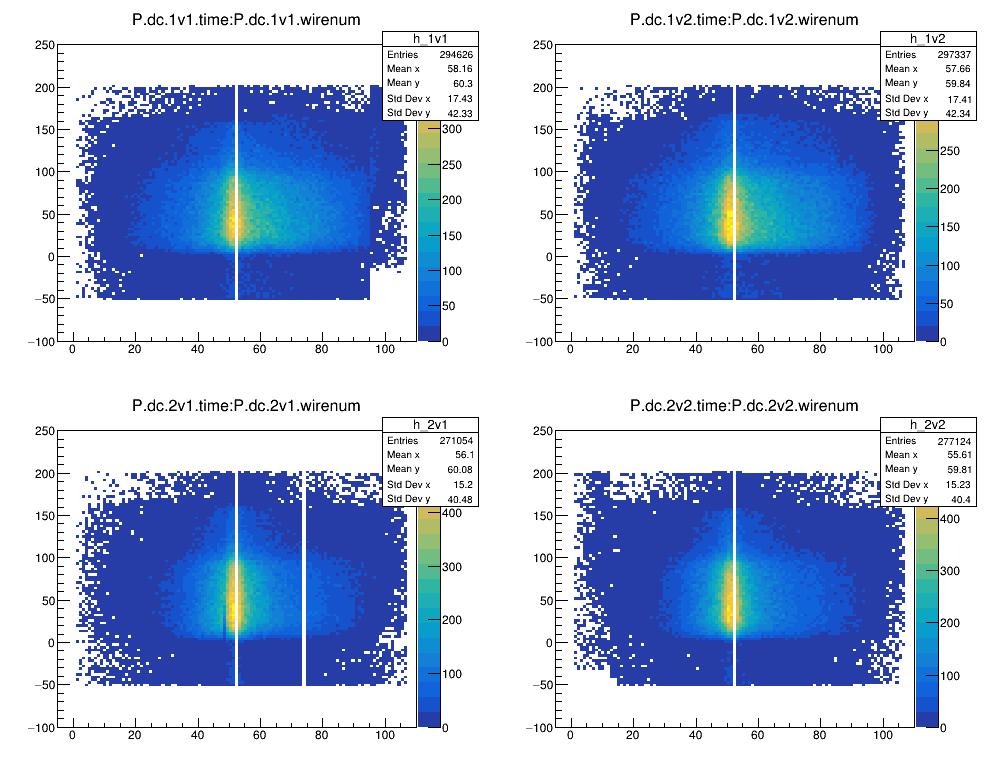 P.dc.1v1.time:P.dc.1v1.wirenum
h_1v1
Entries 294626
Mean x 58.16
Mean y 60.3
Std Dev x 17.43
Std Dev y 42.33
250
200
150
100
50
0
−50
−100
0 20 40 60 80 100
300
250
200
150
100
50
0
P.dc.1v2.time:P.dc.1v2.wirenum
h_1v2
Entries 297337
Mean x 57.66
Mean y 59.84
Std Dev x 17.41
Std Dev y 42.34
250
200
150
100
50
0
−50
−100
0 20 40 60 80 100
250
200
150
100
50
0
P.dc.2v1.time:P.dc.2v1.wirenum
h_2v1
Entries 271054
Mean x 56.1
Mean y 60.08
Std Dev x 15.2
Std Dev y 40.48
250
200
150
100
50
0
−50
−100
0 20 40 60 80 100
400
300
200
100
0
P.dc.2v2.time:P.dc.2v2.wirenum
h_2v2
Entries 277124
Mean x 55.61
Mean y 59.81
Std Dev x 15.23
Std Dev y 40.4
250
200
150
100
50
0
−50
−100
0 20 40 60 80 100
400
300
200
100
0